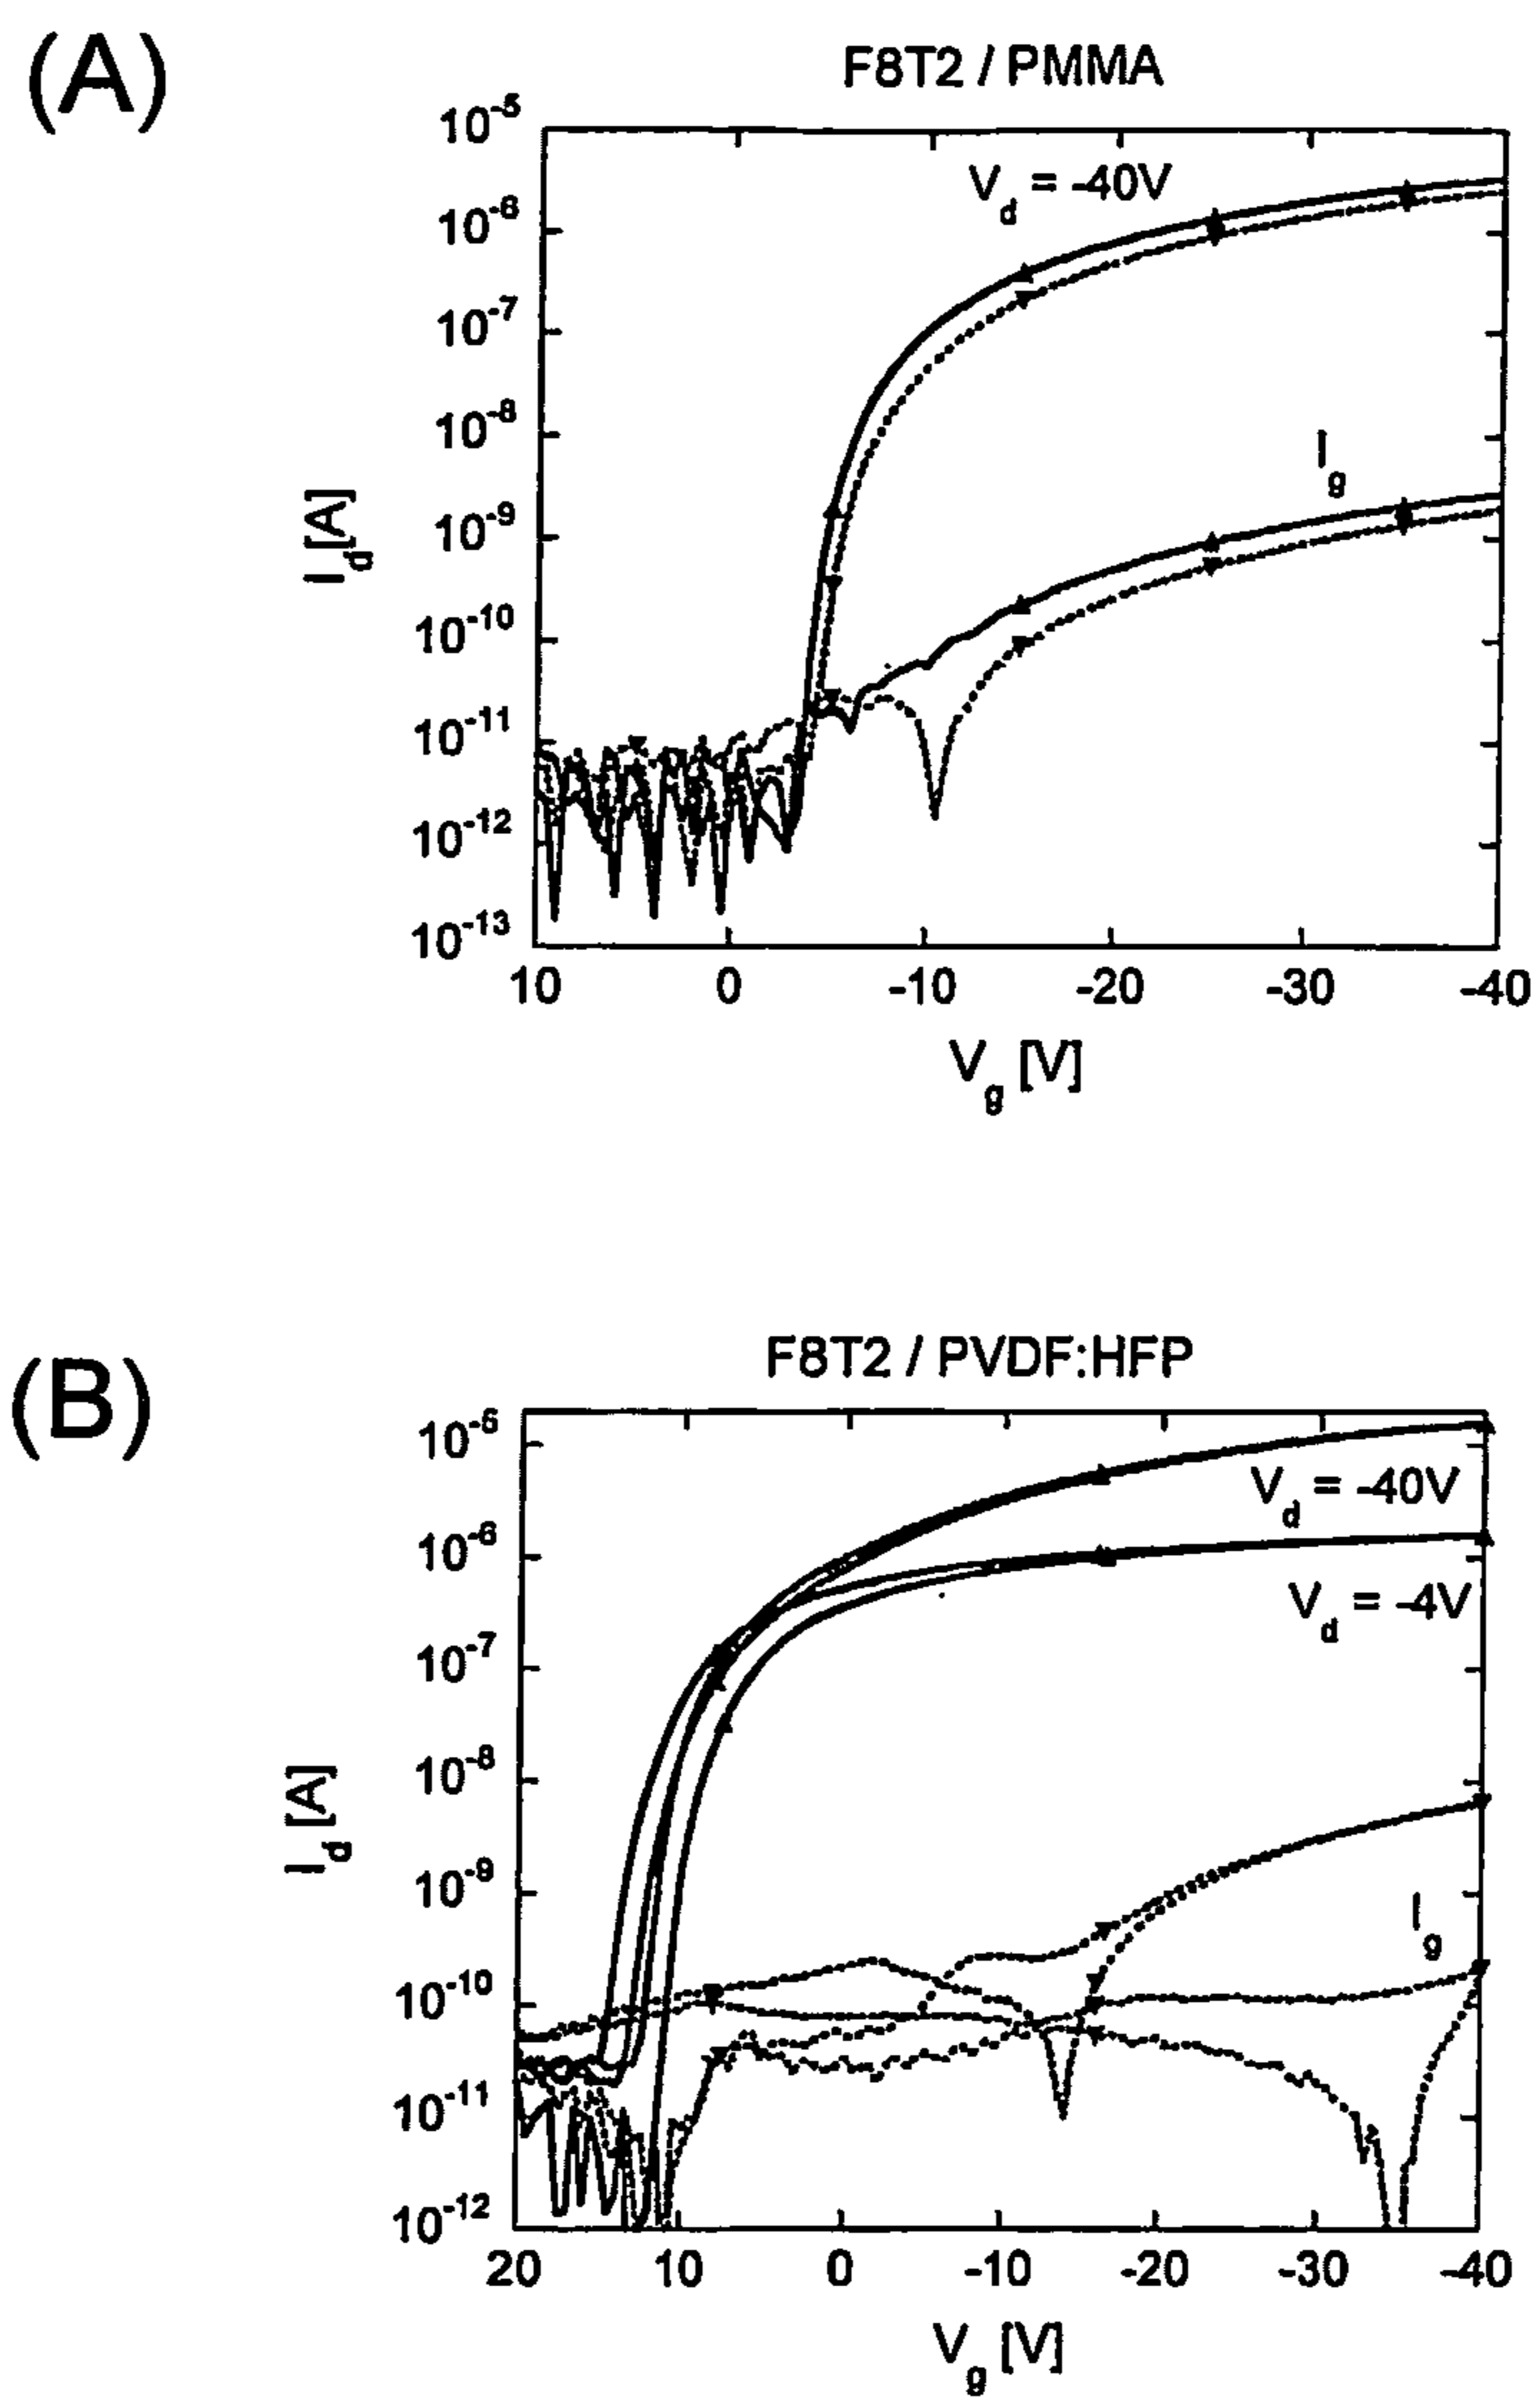 (A)
F8T2 / PMMA
10⁻⁵
10⁻⁶
10⁻⁷
10⁻⁸
10⁻⁹
10⁻¹⁰
10⁻¹¹
10⁻¹²
10⁻¹³
Id [A]
Vd = -40V
Ig
10 0 -10 -20 -30 -40
Vg [V]
(B)
F8T2 / PVDF:HFP
10⁻⁵
10⁻⁶
10⁻⁷
10⁻⁸
10⁻⁹
10⁻¹⁰
10⁻¹¹
10⁻¹²
Id [A]
Vd = -40V
Vd = -4V
Ig
20 10 0 -10 -20 -30 -40
Vg [V]